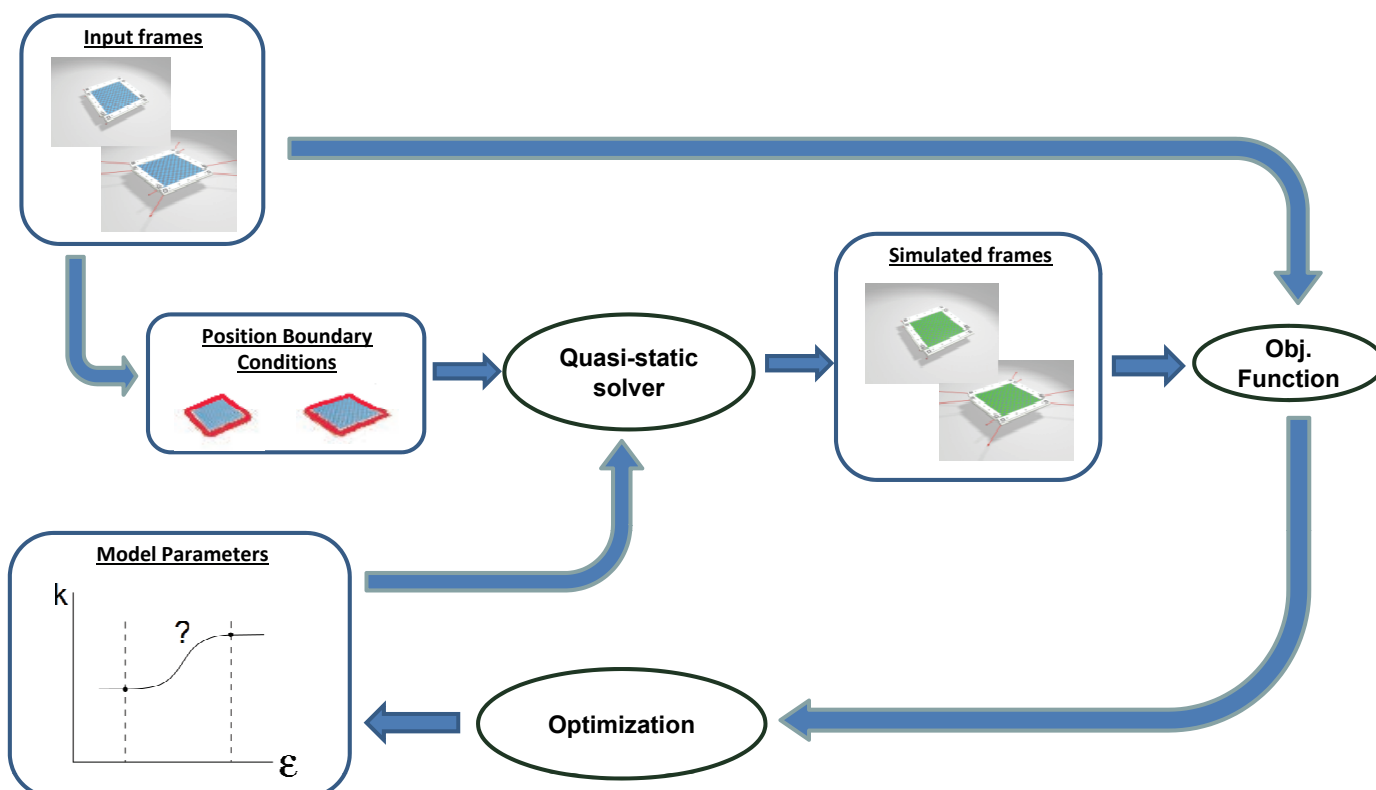 Input frames
Simulated frames
Position Boundary
Conditions
Quasi-static
solver
Obj.
Function
Model Parameters
k
?
ε
Optimization